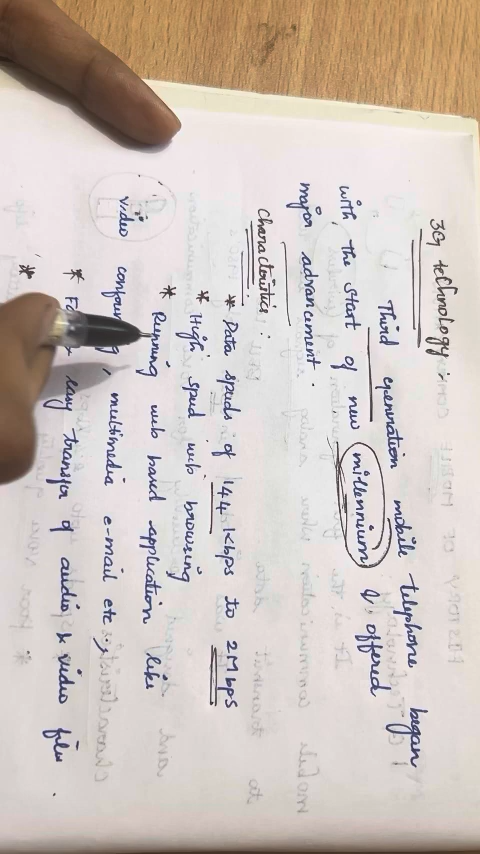 3G technology :
Third generation mobile telephone began
with the start of new millennium & offered
major advancement.
Characteristics :
* Data speeds of 144 kbps to 2Mbps
* High speed web browsing
* Running web based application like
video , multimedia e-mail etc.,
* easy transfer of audio & video files.
*